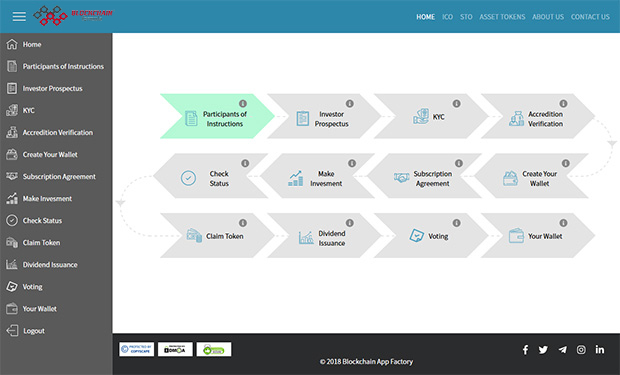 BLOCKCHAIN
HOME ICO STO ASSET TOKENS ABOUT US CONTACT US
Home
Participants of Instructions
Investor Prospectus
KYC
Accredition Verification
Create Your Wallet
Subscription Agreement
Make Invesment
Check Status
Claim Token
Dividend Issuance
Voting
Your Wallet
Logout
Participants of
Instructions
Investor
Prospectus
KYC
Accredition
Verification
Check
Status
Make
Invesment
Subscription
Agreement
Create Your
Wallet
Claim Token
Dividend
Issuance
Voting
Your Wallet
PROTECTED BY
COPYSCAPE
DMCA
© 2018 Blockchain App Factory